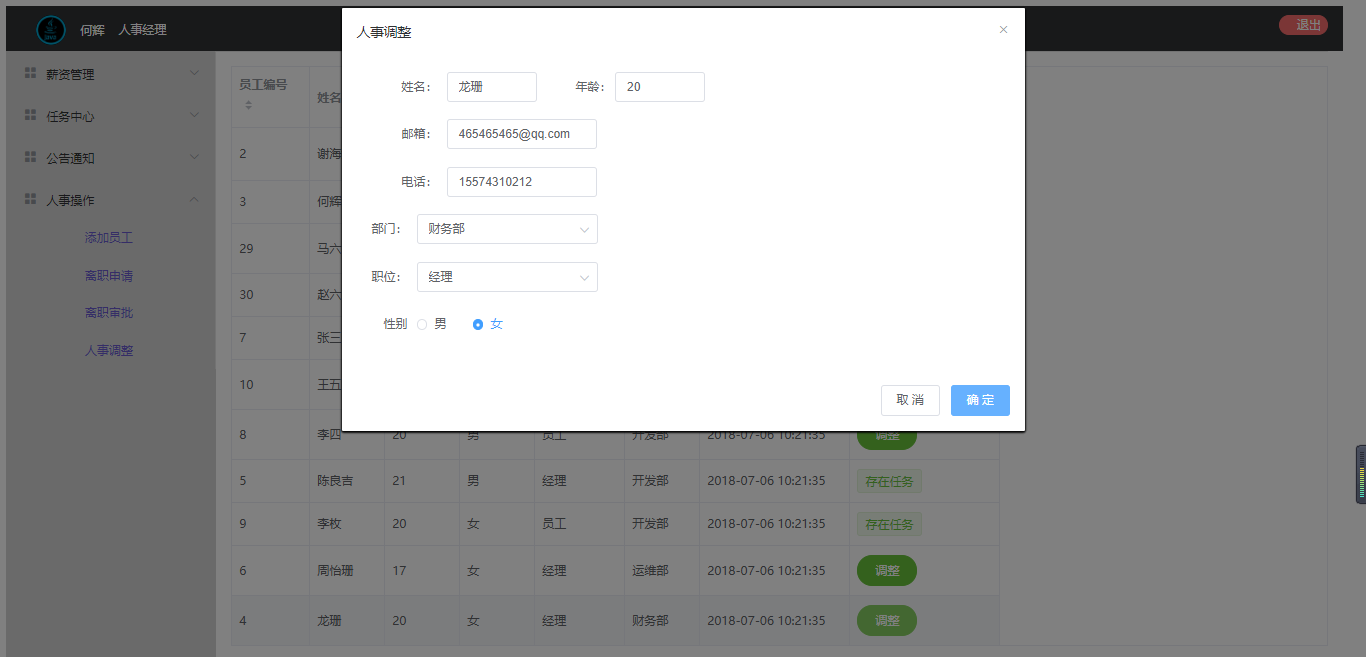 何辉 人事经理
退出
薪资管理
任务中心
公告通知
人事操作
添加员工
离职申请
离职审批
人事调整
人事调整
姓名: 龙珊 年龄: 20
邮箱: 465465465@qq.com
电话: 15574310212
部门: 财务部
职位: 经理
性别 男 女
取 消 确 定
员工编号 姓名
2 谢海
3 何辉
29 马六
30 赵六
7 张三
10 王五
8 李四 20 男 员工 开发部 2018-07-06 10:21:35 调整
5 陈良吉 21 男 经理 开发部 2018-07-06 10:21:35 存在任务
9 李枚 20 女 员工 开发部 2018-07-06 10:21:35 存在任务
6 周怡珊 17 女 经理 运维部 2018-07-06 10:21:35 调整
4 龙珊 20 女 经理 财务部 2018-07-06 10:21:35 调整